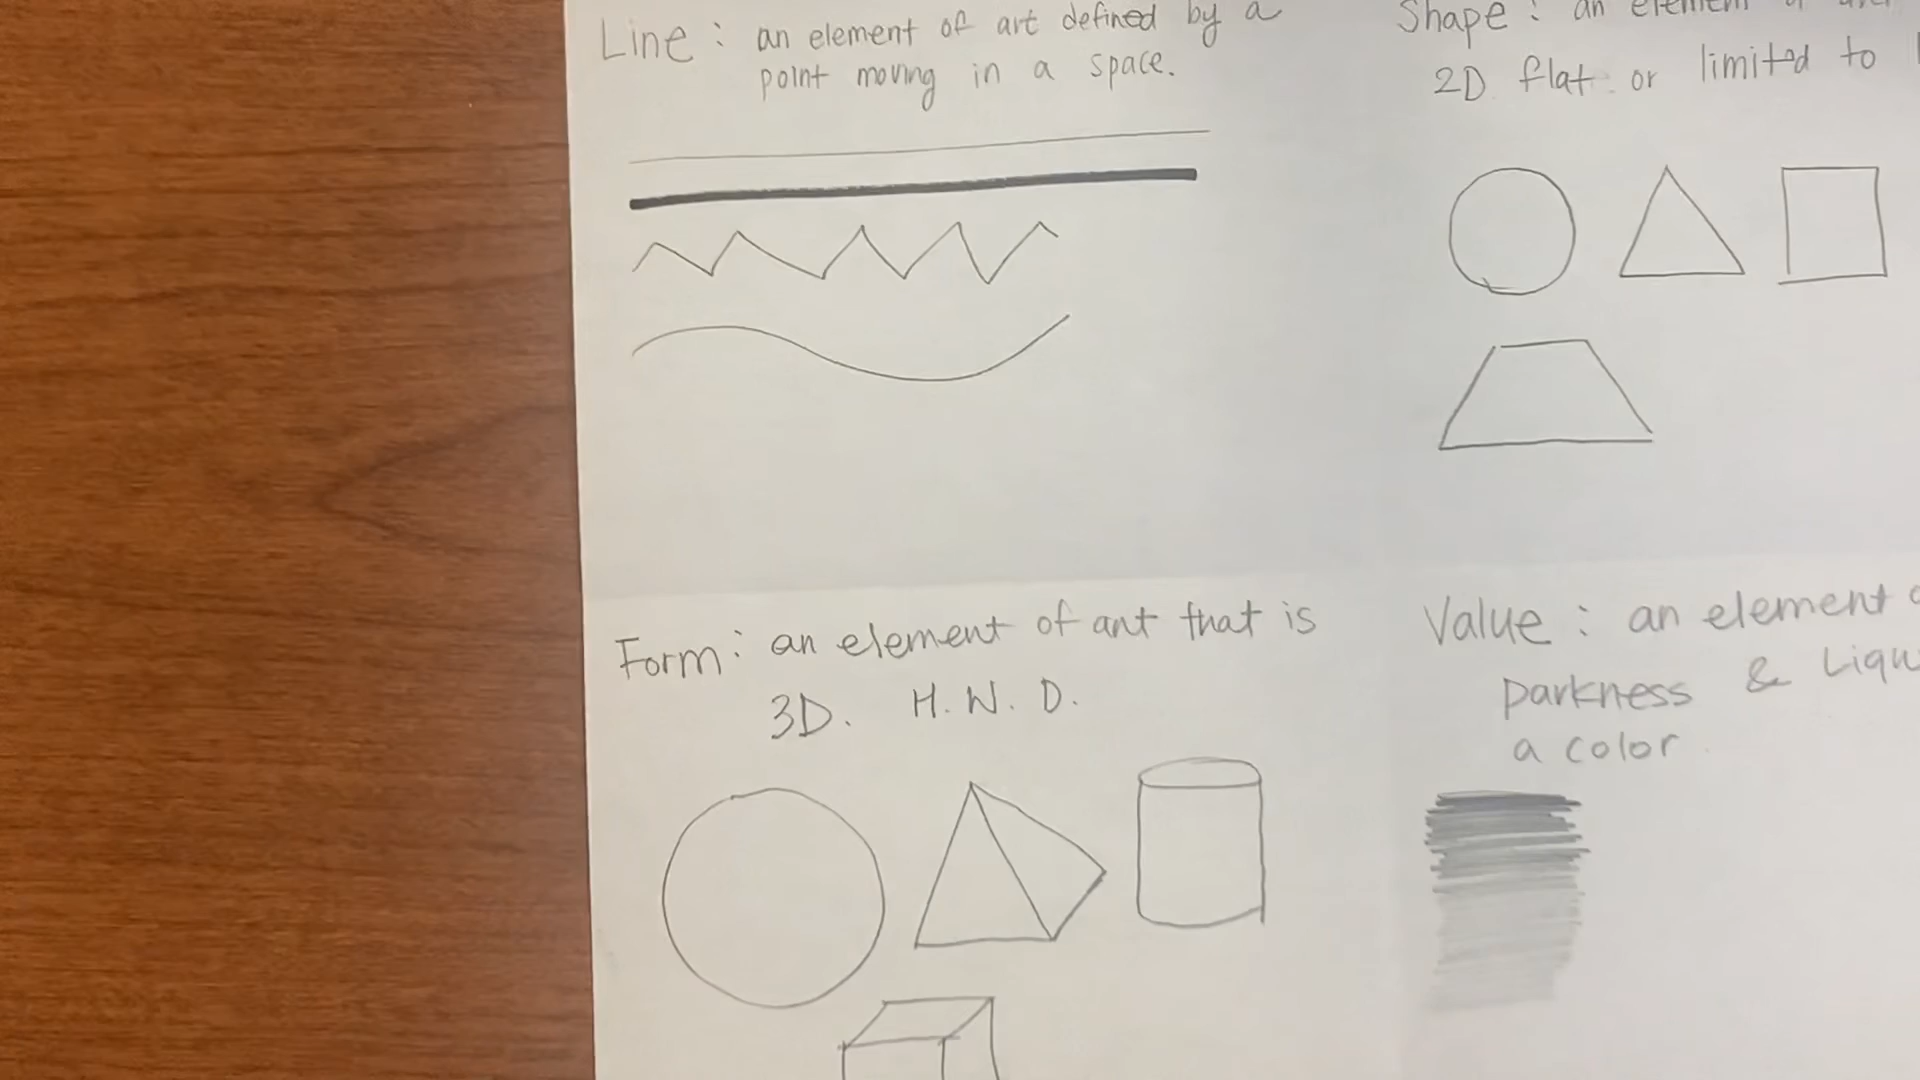 Line : an element of art defined by a
point moving in a space.
Shape : an element
2D flat or limited to
Form : an element of art that is
3D. H. W. D.
Value : an element
Darkness &
a color